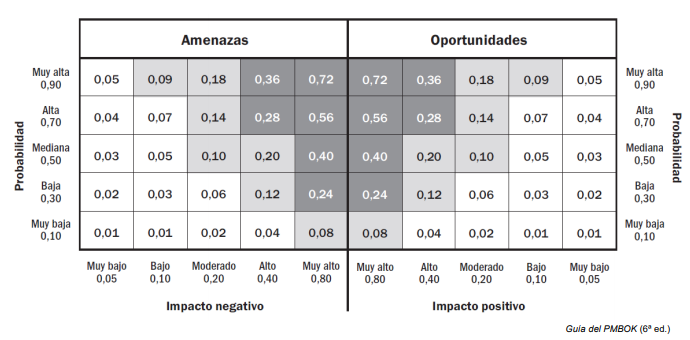 Amenazas Oportunidades
Muy alta 0,05 0,09 0,18 0,36 0,72 0,72 0,36 0,18 0,09 0,05 Muy alta
0,90 0,90
Alta 0,04 0,07 0,14 0,28 0,56 0,56 0,28 0,14 0,07 0,04 Alta
0,70 0,70
Mediana 0,03 0,05 0,10 0,20 0,40 0,40 0,20 0,10 0,05 0,03 Mediana
0,50 0,50
Baja 0,02 0,03 0,06 0,12 0,24 0,24 0,12 0,06 0,03 0,02 Baja
0,30 0,30
Muy baja 0,01 0,01 0,02 0,04 0,08 0,08 0,04 0,02 0,01 0,01 Muy baja
0,10 0,10
Probabilidad
Probabilidad
Muy bajo Bajo Moderado Alto Muy alto Muy alto Alto Moderado Bajo Muy bajo
0,05 0,10 0,20 0,40 0,80 0,80 0,40 0,20 0,10 0,05
Impacto negativo Impacto positivo
Guía del PMBOK (6ª ed.)